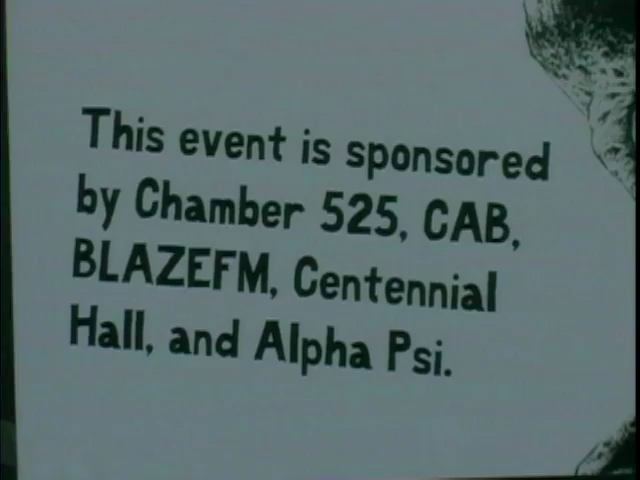 This event is sponsored
by Chamber 525, CAB,
BLAZEFM, Centennial
Hall, and Alpha Psi.